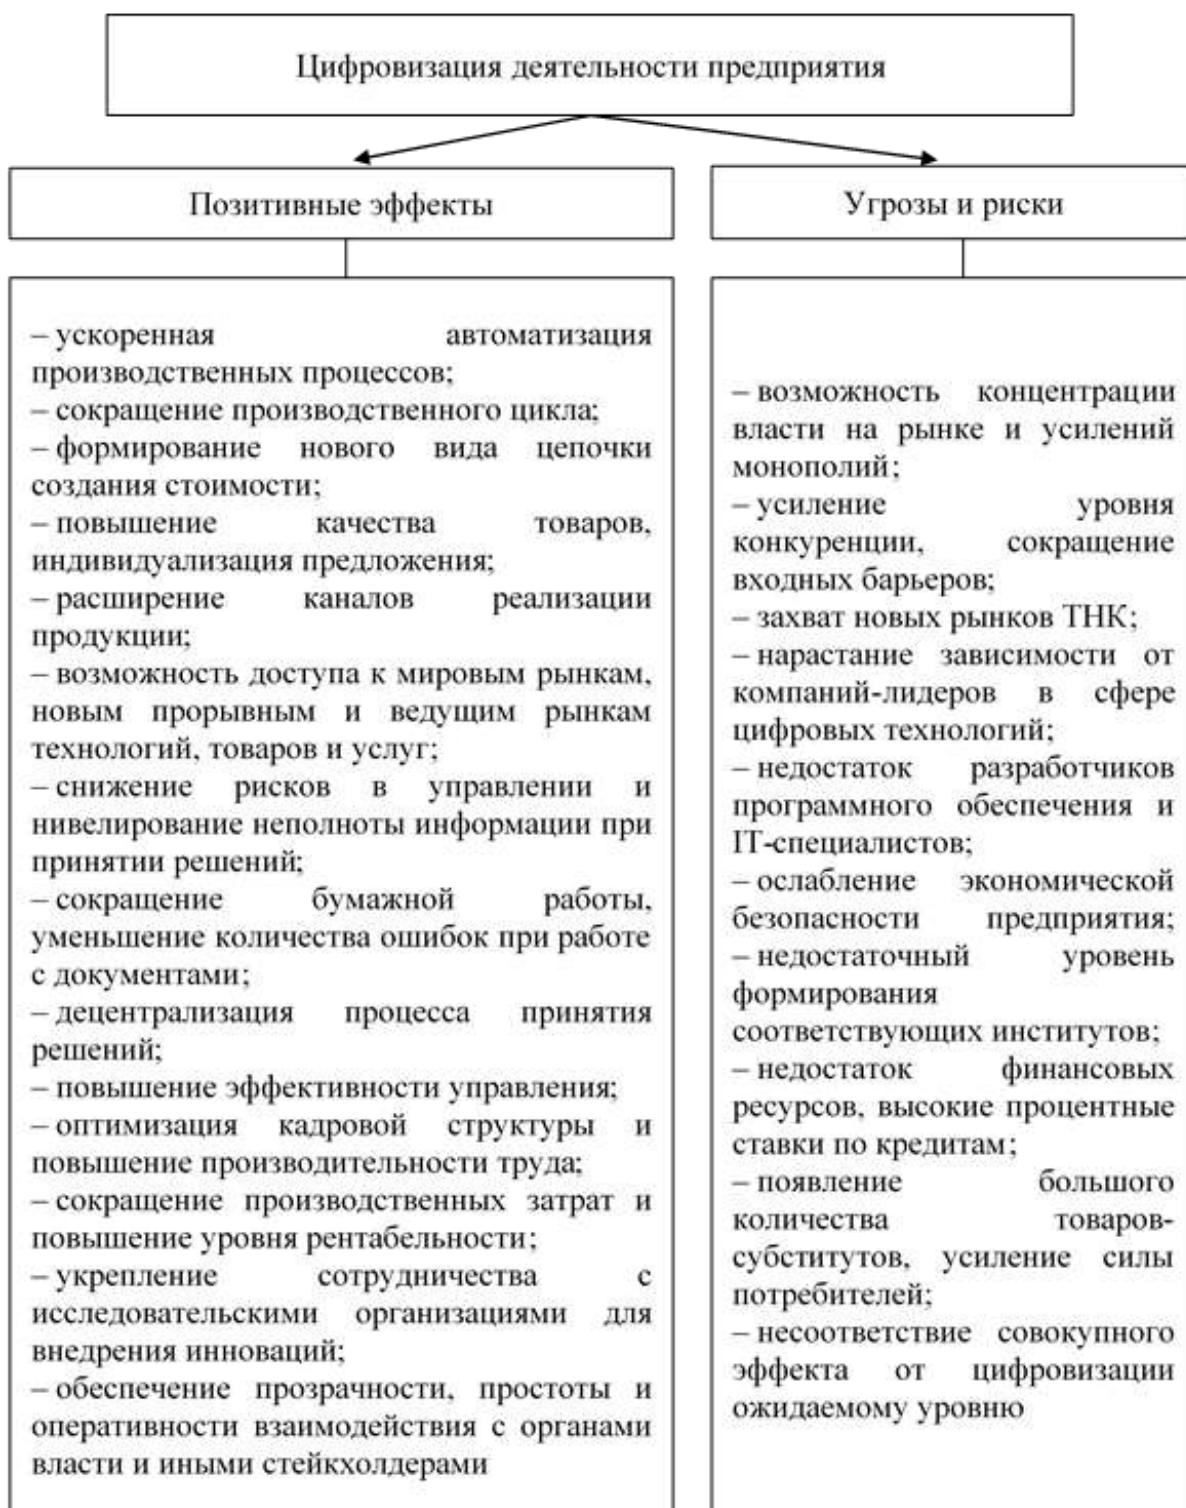 Цифровизация деятельности предприятия
Позитивные эффекты
– ускоренная автоматизация
производственных процессов;
– сокращение производственного цикла;
– формирование нового вида цепочки
создания стоимости;
– повышение качества товаров,
индивидуализация предложения;
– расширение каналов реализации
продукции;
– возможность доступа к мировым рынкам,
новым прорывным и ведущим рынкам
технологий, товаров и услуг;
– снижение рисков в управлении и
нивелирование неполноты информации при
принятии решений;
– сокращение бумажной работы,
уменьшение количества ошибок при работе
с документами;
– децентрализация процесса принятия
решений;
– повышение эффективности управления;
– оптимизация кадровой структуры и
повышение производительности труда;
– сокращение производственных затрат и
повышение уровня рентабельности;
– укрепление сотрудничества с
исследовательскими организациями для
внедрения инноваций;
– обеспечение прозрачности, простоты и
оперативности взаимодействия с органами
власти и иными стейкхолдерами
Угрозы и риски
– возможность концентрации
власти на рынке и усилений
монополий;
– усиление уровня
конкуренции, сокращение
входных барьеров;
– захват новых рынков ТНК;
– нарастание зависимости от
компаний-лидеров в сфере
цифровых технологий;
– недостаток разработчиков
программного обеспечения и
IT-специалистов;
– ослабление экономической
безопасности предприятия;
– недостаточный уровень
формирования
соответствующих институтов;
– недостаток финансовых
ресурсов, высокие процентные
ставки по кредитам;
– появление большого
количества товаров-
субститутов, усиление силы
потребителей;
– несоответствие совокупного
эффекта от цифровизации
ожидаемому уровню